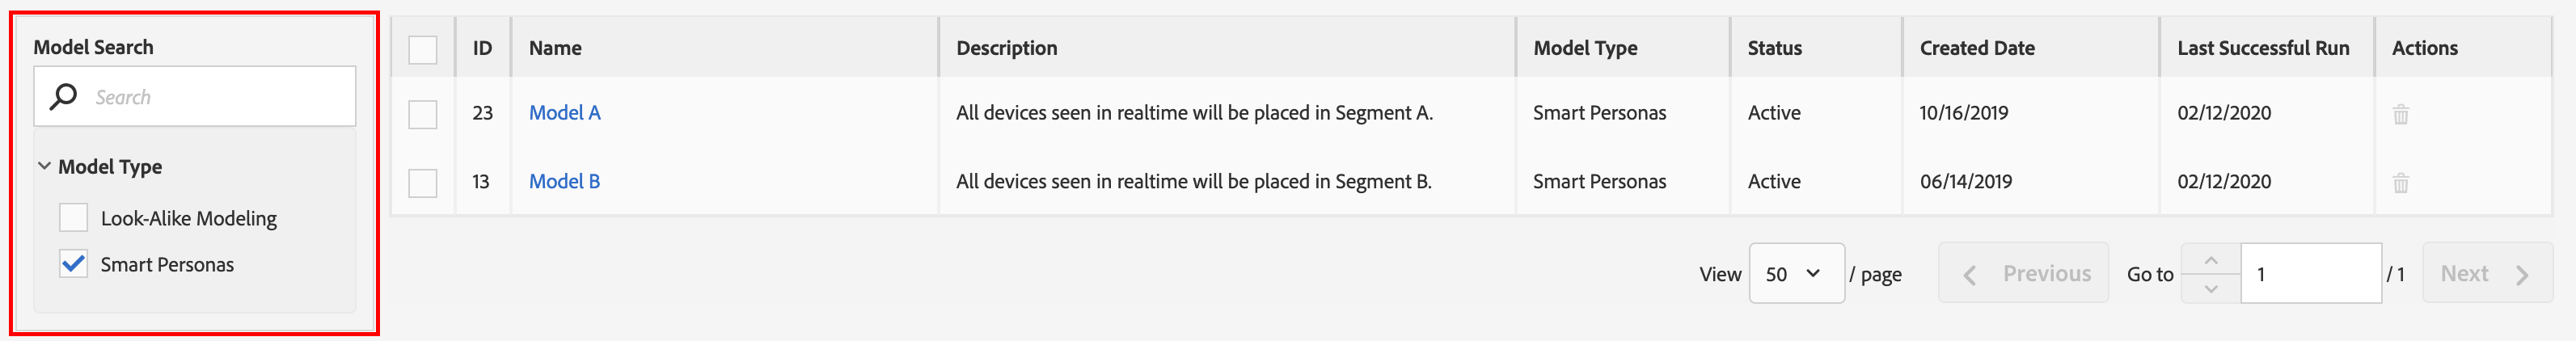 Model Search
Search
Model Type
Look-Alike Modeling
Smart Personas
ID Name Description Model Type Status Created Date Last Successful Run Actions
23 Model A All devices seen in realtime will be placed in Segment A. Smart Personas Active 10/16/2019 02/12/2020
13 Model B All devices seen in realtime will be placed in Segment B. Smart Personas Active 06/14/2019 02/12/2020
View 50 / page Previous Go to 1 / 1 Next